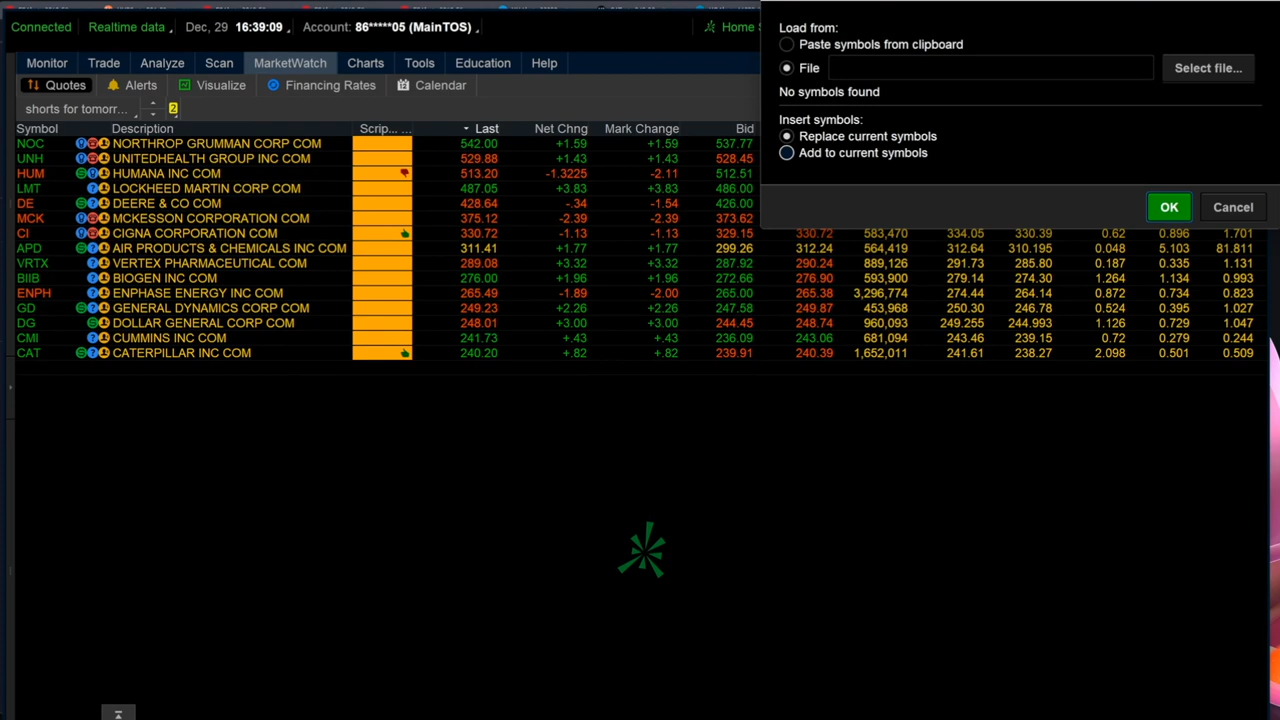 Connected Realtime data Dec, 29 16:39:09 Account: 86*****05 (MainTOS) Home
Monitor Trade Analyze Scan MarketWatch Charts Tools Education Help
Quotes Alerts Visualize Financing Rates Calendar
shorts for tomorr... 2
Load from:
Paste symbols from clipboard
File Select file...
No symbols found
Insert symbols:
Replace current symbols
Add to current symbols
OK Cancel
Symbol Description Scrip... ... Last Net Chng Mark Change Bid
NOC NORTHROP GRUMMAN CORP COM 542.00 +1.59 +1.59 537.77
UNH UNITEDHEALTH GROUP INC COM 529.88 +1.43 +1.43 528.45
HUM HUMANA INC COM 513.20 -1.3225 -2.11 512.51
LMT LOCKHEED MARTIN CORP COM 487.05 +3.83 +3.83 486.00
DE DEERE & CO COM 428.64 -.34 -1.54 426.00
MCK MCKESSON CORPORATION COM 375.12 -2.39 -2.39 373.62
CI CIGNA CORPORATION COM 330.72 -1.13 -1.13 329.15 330.72 583,470 334.05 330.39 0.62 0.896 1.701
APD AIR PRODUCTS & CHEMICALS INC COM 311.41 +1.77 +1.77 299.26 312.24 564,419 312.64 310.195 0.048 5.103 81.811
VRTX VERTEX PHARMACEUTICAL COM 289.08 +3.32 +3.32 287.92 290.24 889,126 291.73 285.80 0.187 0.335 1.131
BIIB BIOGEN INC COM 276.00 +1.96 +1.96 272.66 276.90 593,900 279.14 274.30 1.264 1.134 0.993
ENPH ENPHASE ENERGY INC COM 265.49 -1.89 -2.00 265.00 265.38 3,296,774 274.44 264.14 0.872 0.734 0.823
GD GENERAL DYNAMICS CORP COM 249.23 +2.26 +2.26 247.58 249.87 453,968 250.30 246.78 0.524 0.395 1.027
DG DOLLAR GENERAL CORP COM 248.01 +3.00 +3.00 244.45 248.74 960,093 249.255 244.993 1.126 0.729 1.047
CMI CUMMINS INC COM 241.73 +.43 +.43 236.09 243.06 681,094 243.46 239.15 0.72 0.279 0.244
CAT CATERPILLAR INC COM 240.20 +.82 +.82 239.91 240.39 1,652,011 241.61 238.27 2.098 0.501 0.509